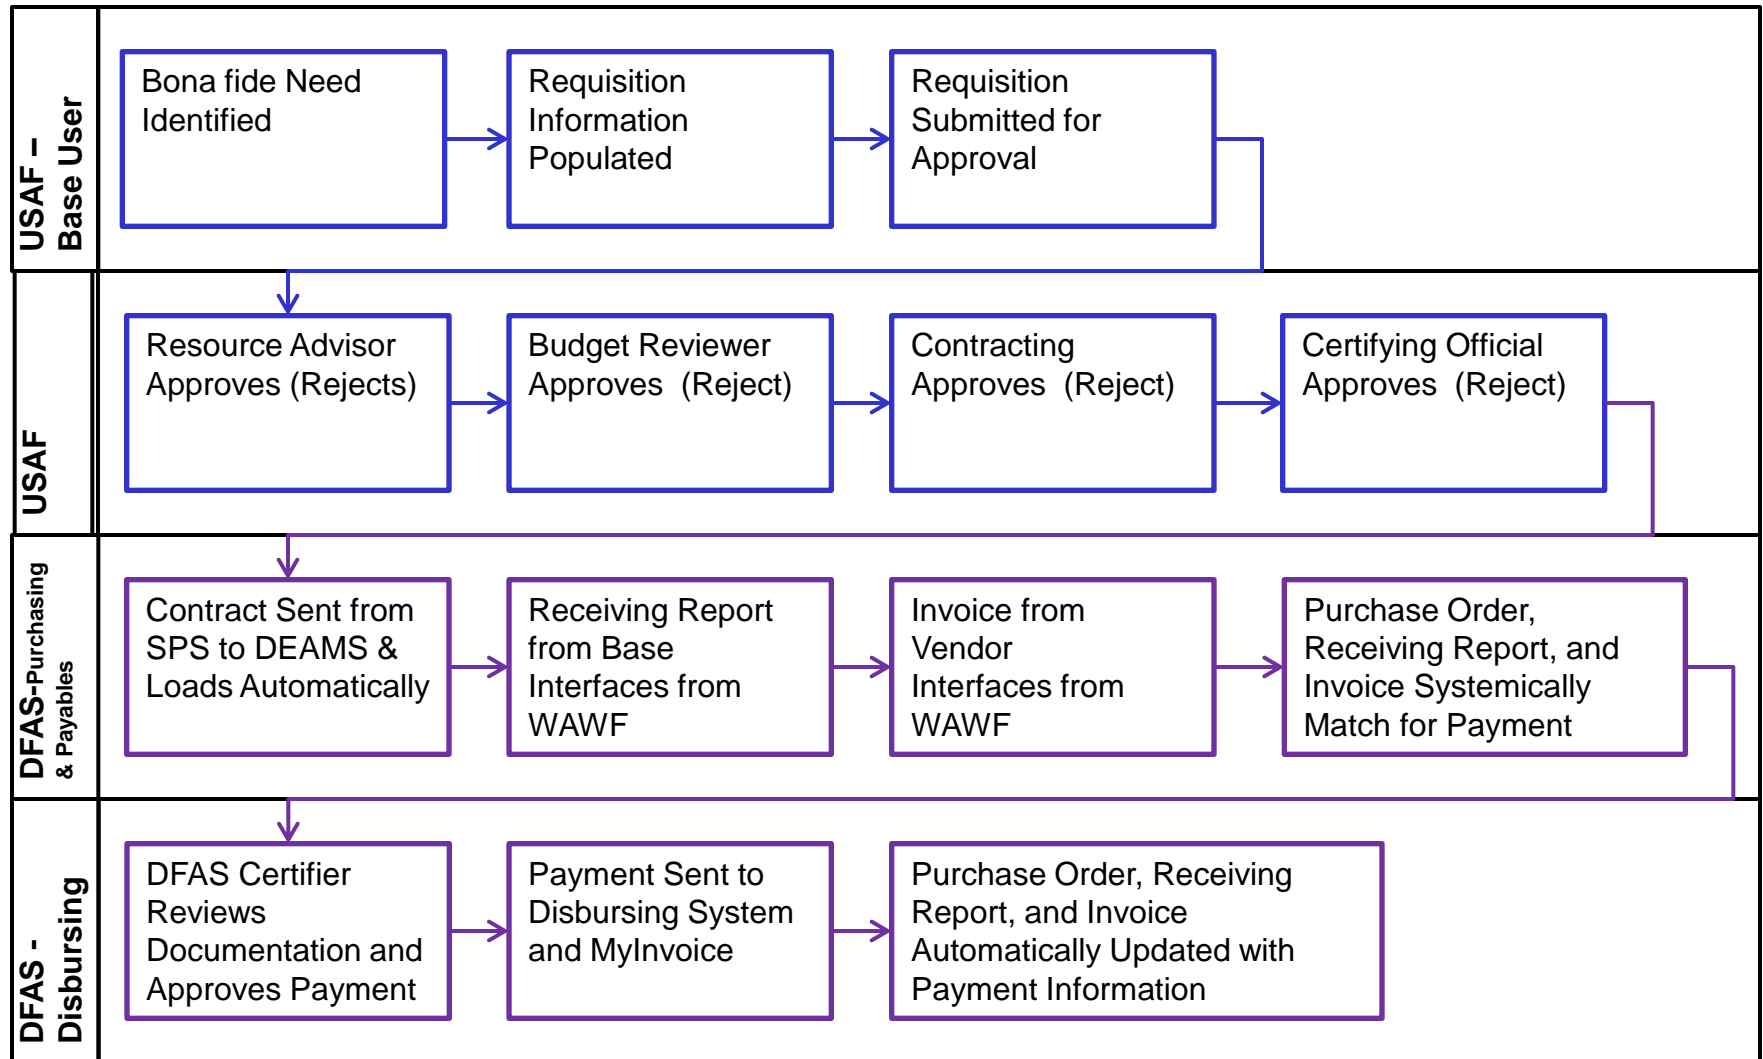 USAF –
Base User
Bona fide Need
Identified
Requisition
Information
Populated
Requisition
Submitted for
Approval
USAF
Resource Advisor
Approves (Rejects)
Budget Reviewer
Approves (Reject)
Contracting
Approves (Reject)
Certifying Official
Approves (Reject)
DFAS-Purchasing
& Payables
Contract Sent from
SPS to DEAMS &
Loads Automatically
Receiving Report
from Base
Interfaces from
WAWF
Invoice from
Vendor
Interfaces from
WAWF
Purchase Order,
Receiving Report, and
Invoice Systemically
Match for Payment
DFAS -
Disbursing
DFAS Certifier
Reviews
Documentation and
Approves Payment
Payment Sent to
Disbursing System
and MyInvoice
Purchase Order, Receiving
Report, and Invoice
Automatically Updated with
Payment Information